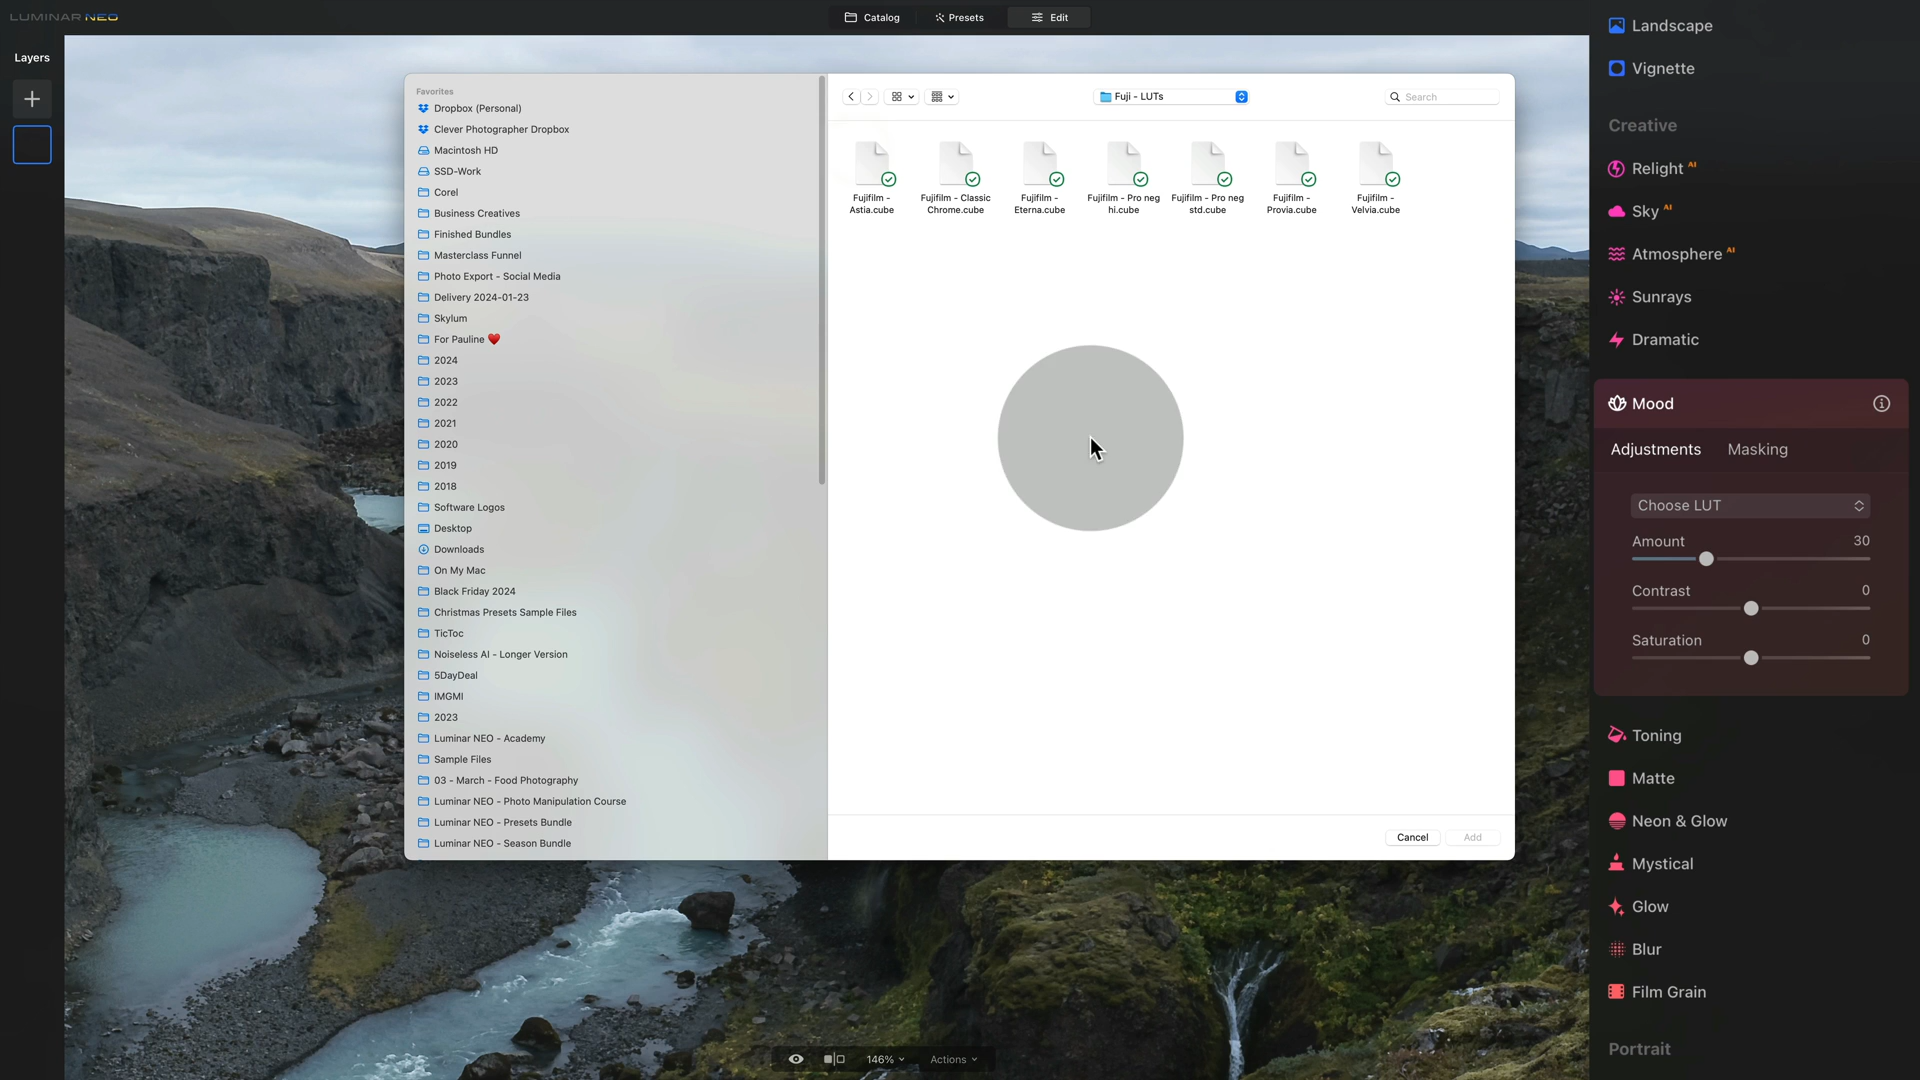 LUMINAR NEO
Catalog
Presets
Edit
Layers
Favorites
Dropbox (Personal)
Clever Photographer Dropbox
Macintosh HD
SSD-Work
Corel
Business Creatives
Finished Bundles
Masterclass Funnel
Photo Export - Social Media
Delivery 2024-01-23
Skylum
For Pauline ❤️
2024
2023
2022
2021
2020
2019
2018
Software Logos
Desktop
Downloads
On My Mac
Black Friday 2024
Christmas Presets Sample Files
TicToc
Noiseless AI - Longer Version
5DayDeal
IMGMI
2023
Luminar NEO - Academy
Sample Files
03 - March - Food Photography
Luminar NEO - Photo Manipulation Course
Luminar NEO - Presets Bundle
Luminar NEO - Season Bundle
Fuji - LUTs
Search
Fujifilm -
Astia.cube
Fujifilm - Classic
Chrome.cube
Fujifilm -
Eterna.cube
Fujifilm - Pro neg
hi.cube
Fujifilm - Pro neg
std.cube
Fujifilm -
Provia.cube
Fujifilm -
Velvia.cube
Cancel
Add
146%
Actions
Landscape
Vignette
Creative
Relight AI
Sky AI
Atmosphere AI
Sunrays
Dramatic
Mood
Adjustments
Masking
Choose LUT
Amount 30
Contrast 0
Saturation 0
Toning
Matte
Neon & Glow
Mystical
Glow
Blur
Film Grain
Portrait